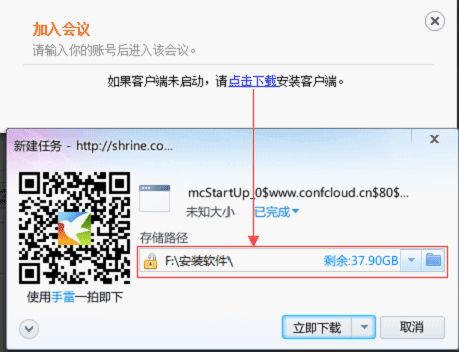 加入会议
请输入你的账号后进入该会议。
如果客户端未启动，请点击下载安装客户端。
新建任务 - http://shrine.co...
mcStartUp_0$www.confcloud.cn$80$...
未知大小 已完成
存储路径
F:\安装软件\ 剩余:37.90GB
使用手雷一拍即下
立即下载 取消